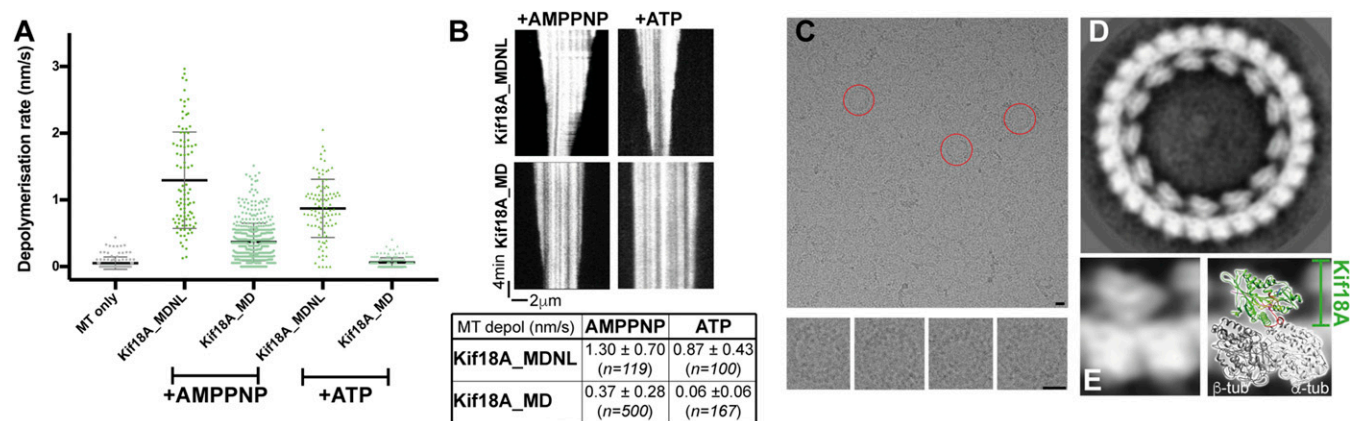 A
Depolymerisation rate (nm/s)
3
2
1
0
MT only
Kif18A_MDNL
Kif18A_MD
Kif18A_MDNL
Kif18A_MD
+AMPPNP
+ATP
B
+AMPPNP
+ATP
Kif18A_MDNL
Kif18A_MD
4min
2μm
MT depol (nm/s) AMPPNP ATP
Kif18A_MDNL 1.30 ± 0.70 0.87 ± 0.43
(n=119) (n=100)
Kif18A_MD 0.37 ± 0.28 0.06 ±0.06
(n=500) (n=167)
C
D
E
Kif18A
β-tub
α-tub